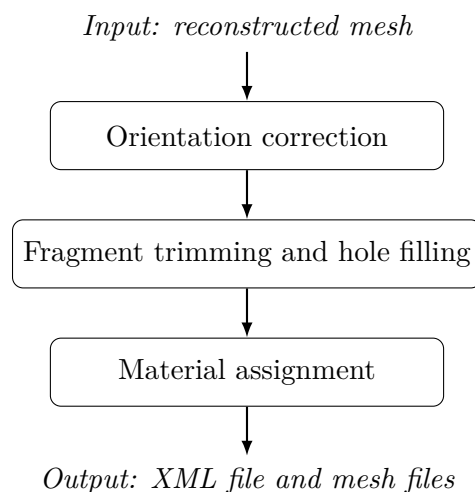 Input: reconstructed mesh
Orientation correction
Fragment trimming and hole filling
Material assignment
Output: XML file and mesh files